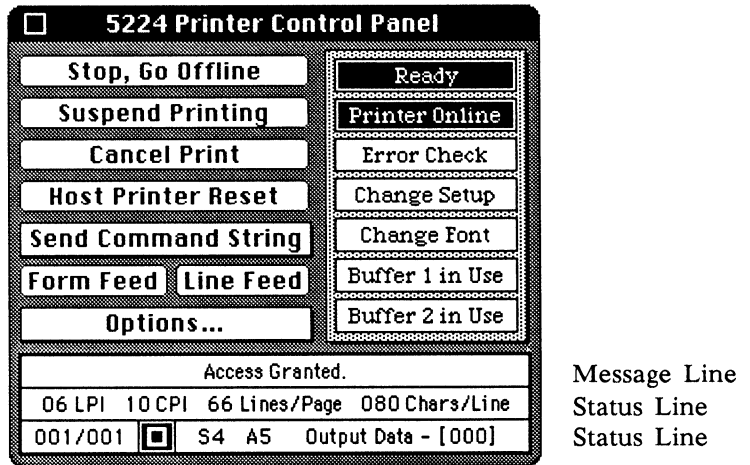 5224 Printer Control Panel
Stop, Go Offline
Ready
Suspend Printing
Printer Online
Cancel Print
Error Check
Host Printer Reset
Change Setup
Send Command String
Change Font
Form Feed Line Feed
Buffer 1 in Use
Options...
Buffer 2 in Use
Access Granted.
Message Line
06 LPI 10 CPI 66 Lines/Page 080 Chars/Line
Status Line
001/001 S4 A5 Output Data - [000]
Status Line